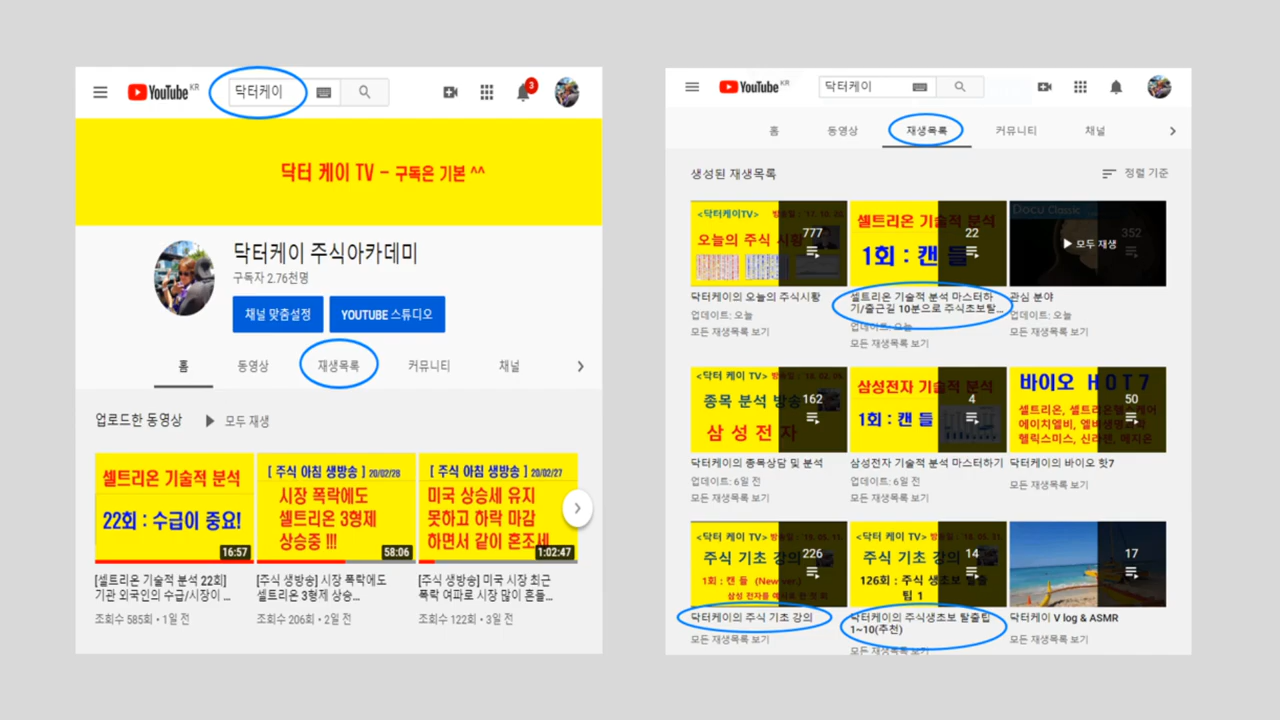 YouTube KR
닥터케이
3
닥터 케이 TV - 구독은 기본 ^^
닥터케이 주식아카데미
구독자 2.76천명
채널 맞춤설정
YOUTUBE 스튜디오
홈
동영상
재생목록
커뮤니티
채널
업로드한 동영상
모두 재생
셀트리온 기술적 분석
22회 : 수급이 중요!
16:57
[셀트리온 기술적 분석 22회]
기관 외국인의 수급/시장이 ...
조회수 585회 • 1일 전
[ 주식 아침 생방송 ] 20/02/28
시장 폭락에도
셀트리온 3형제
상승중 !!!
58:06
[주식 생방송] 시장 폭락에도
셀트리온 3형제 상승...
조회수 206회 • 2일 전
[ 주식 아침 생방송 ] 20/02/27
미국 상승세 유지
못하고 하락 마감
하면서 같이 혼조세
1:02:47
[주식 생방송] 미국 시장 최근
폭락 여파로 시장 많이 흔들...
조회수 122회 • 3일 전
YouTube KR
닥터케이
홈
동영상
재생목록
커뮤니티
채널
생성된 재생목록
정렬 기준
<닥터케이TV> 방송일 : '17. 10. 20.
오늘의 주식 시황
777
닥터케이의 오늘의 주식시황
업데이트: 오늘
모든 재생목록 보기
셀트리온 기술적 분석
1회 : 캔 들
22
셀트리온 기술적 분석 마스터하
기/출근길 10분으로 주식초보탈...
업데이트: 오늘
모든 재생목록 보기
Docu Classic
352
모두 재생
관심 분야
업데이트: 오늘
모든 재생목록 보기
<닥터 케이 TV>
종목 분석 방송
삼 성 전 자
162
닥터케이의 종목상담 및 분석
업데이트: 6일 전
모든 재생목록 보기
삼성전자 기술적 분석
1회 : 캔 들
4
삼성전자 기술적 분석 마스터하기
업데이트: 6일 전
모든 재생목록 보기
바이오 HOT7
셀트리온, 셀트리온헬스케어
에이치엘비, 엘비생명과학
헬릭스미스, 신라젠, 메지온
50
닥터케이의 바이오 핫7
모든 재생목록 보기
<닥터 케이 TV>
주식 기초 강의
1회 : 캔 들 (New ver.)
226
닥터케이의 주식 기초 강의
모든 재생목록 보기
<닥터 케이 TV>
주식 기초 강의
126회 : 주식 생초보 탈출
팁 1
14
닥터케이의 주식생초보 탈출팁
1~10(추천)
모든 재생목록 보기
17
닥터케이 V log & ASMR
모든 재생목록 보기